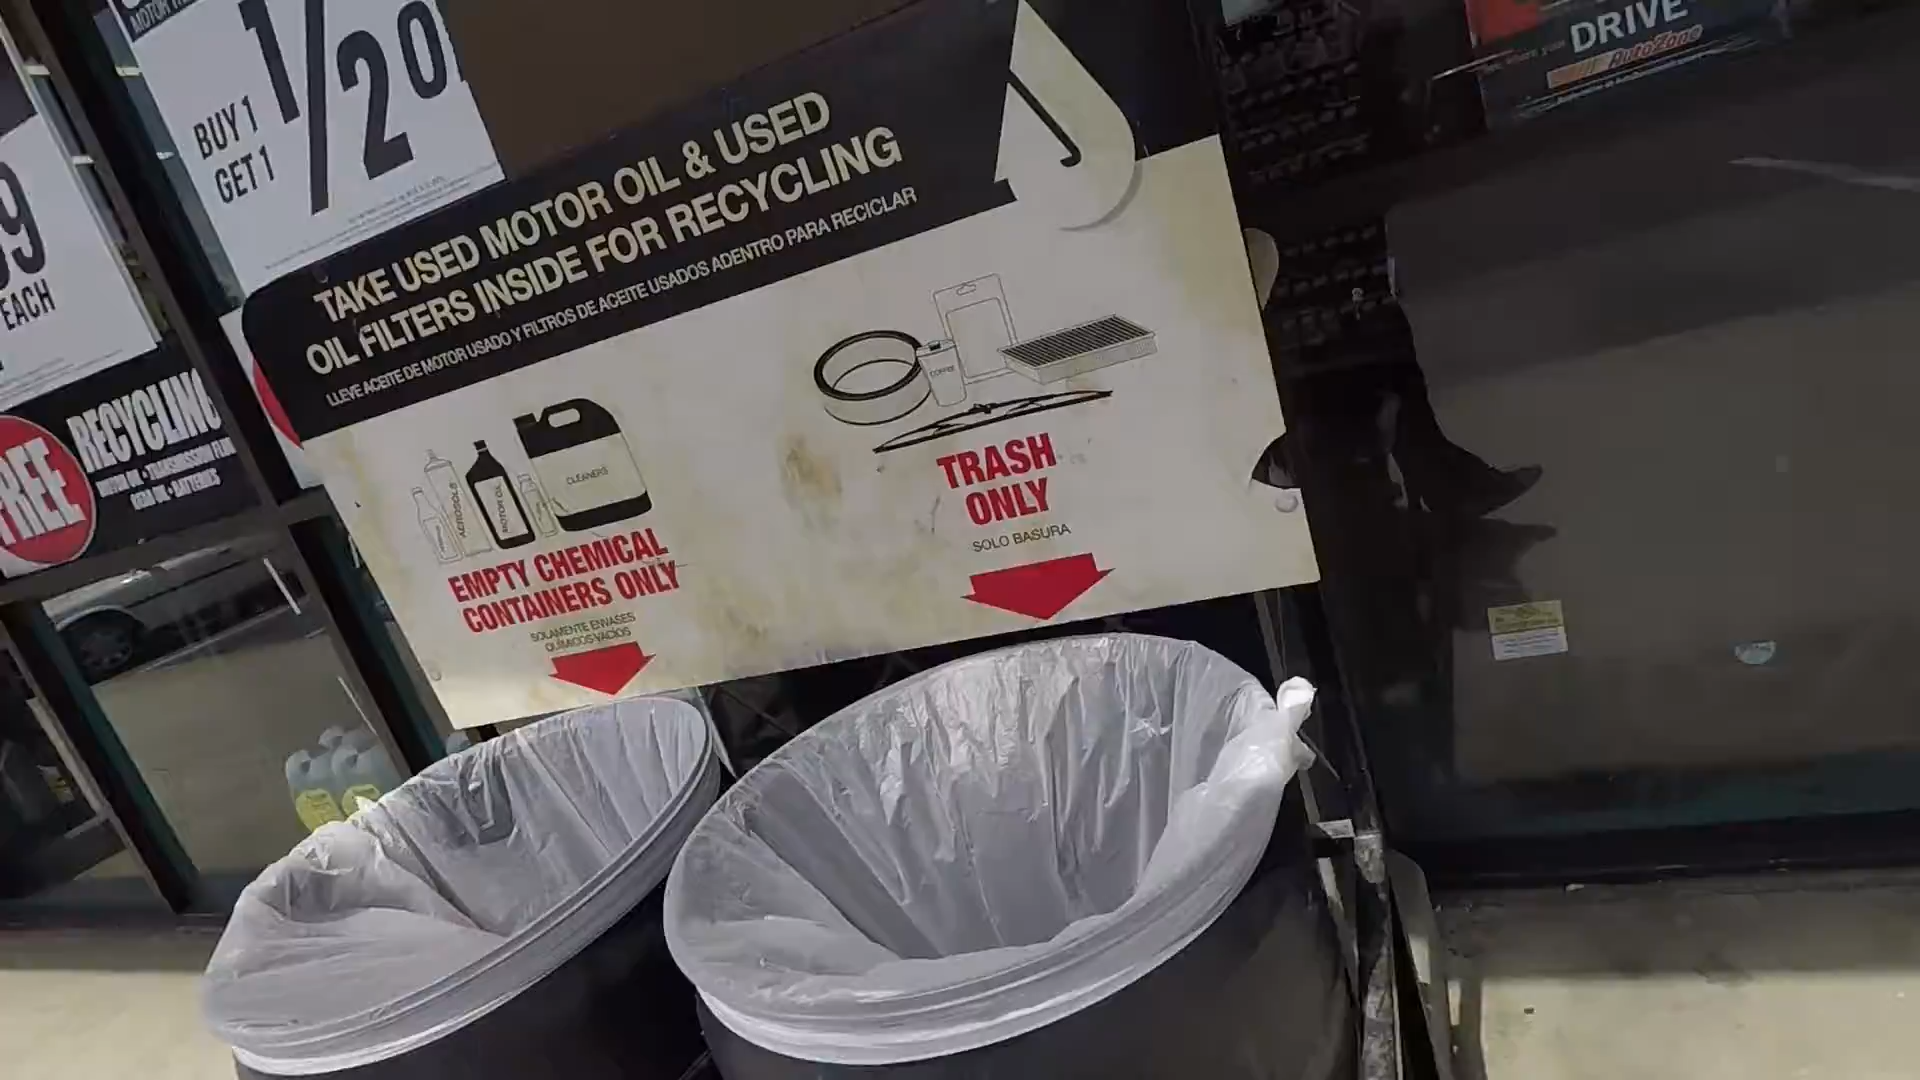 BUY 1
GET 1
1/20
9
EACH
FREE
RECYCLING
MOTOR OIL • TRANSMISSION FLUID
GEAR OIL • BATTERIES
TAKE USED MOTOR OIL & USED
OIL FILTERS INSIDE FOR RECYCLING
LLEVE ACEITE DE MOTOR USADO Y FILTROS DE ACEITE USADOS ADENTRO PARA RECICLAR
AEROSOLS
MOTOR OIL
CLEANERS
EMPTY CHEMICAL
CONTAINERS ONLY
SOLAMENTE ENVASES
QUÍMICOS VACÍOS
COFFEE
TRASH
ONLY
SOLO BASURA
DRIVE
AutoZone